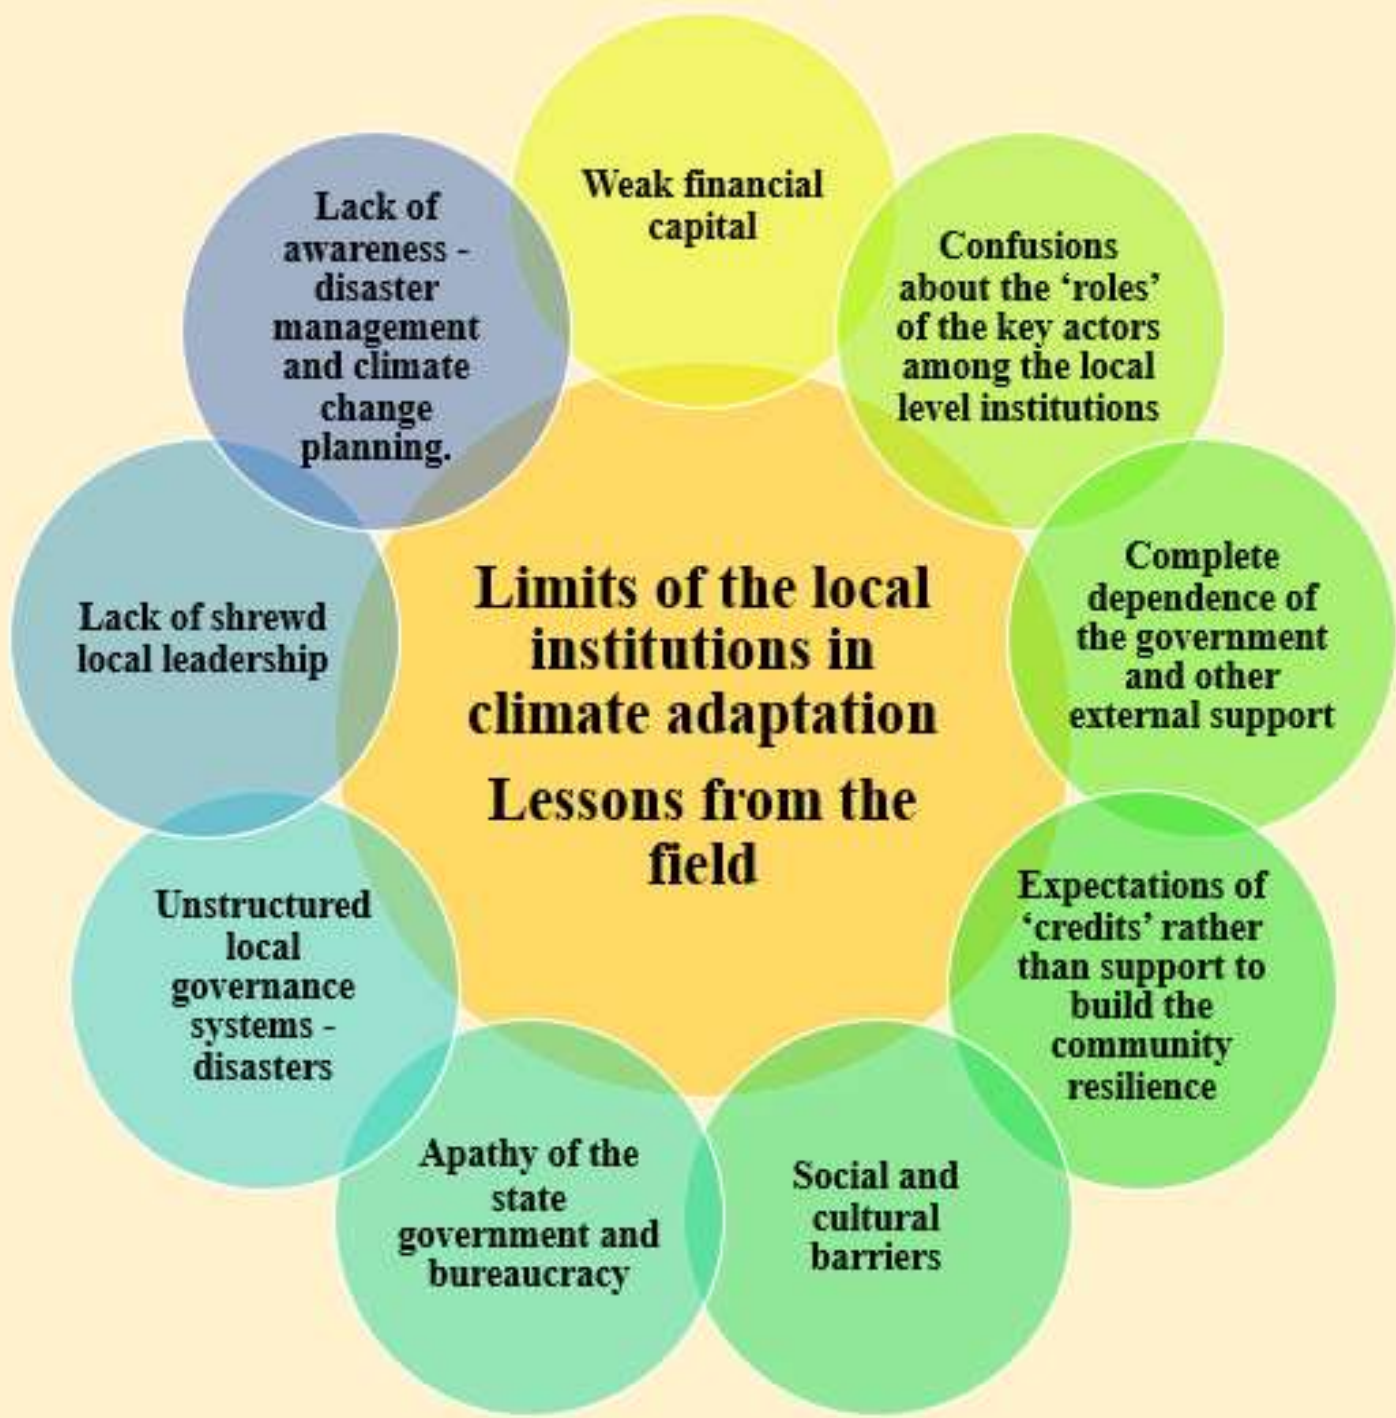 Weak financial
capital
Confusions
about the ‘roles’
of the key actors
among the local
level institutions
Complete
dependence of
the government
and other
external support
Expectations of
‘credits’ rather
than support to
build the
community
resilience
Social and
cultural
barriers
Apathy of the
state
government and
bureaucracy
Unstructured
local
governance
systems -
disasters
Lack of shrewd
local leadership
Lack of
awareness -
disaster
management
and climate
change
planning.
Limits of the local
institutions in
climate adaptation
Lessons from the
field